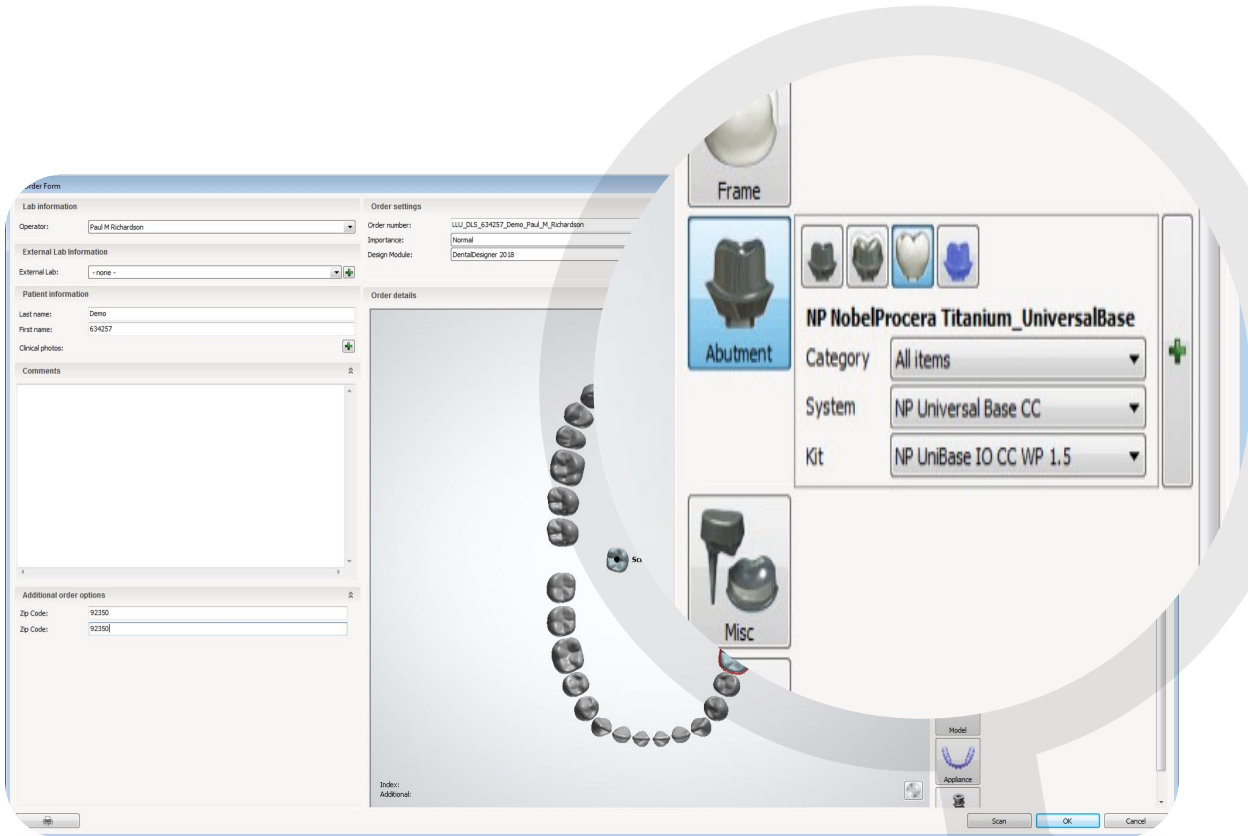 Order Form
Lab information
Operator: Paul M Richardson
External Lab Information
External Lab: - none -
Patient information
Last name: Demo
First name: 634257
Clinical photos:
Comments
Additional order options
Zip Code: 92350
Zip Code: 92350
Order settings
Order number: LLU_DLS_634257_Demo_Paul_M_Richardson
Importance: Normal
Design Module: DentalDesigner 2018
Order details
Index:
Additional:
Frame
Abutment
NP NobelProcera Titanium_UniversalBase
Category All items
System NP Universal Base CC
Kit NP UniBase IO CC WP 1.5
Misc
Model
Appliance
Scan OK Cancel